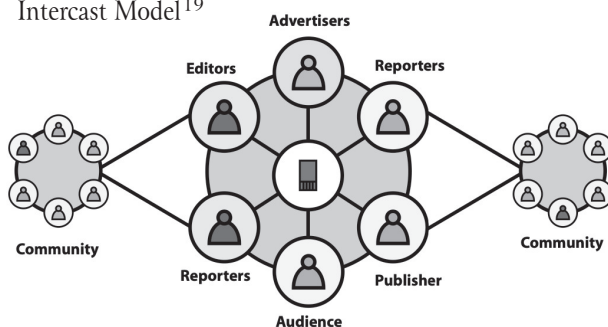 Intercast Model19
Advertisers
Editors
Reporters
Community
Community
Reporters
Publisher
Audience